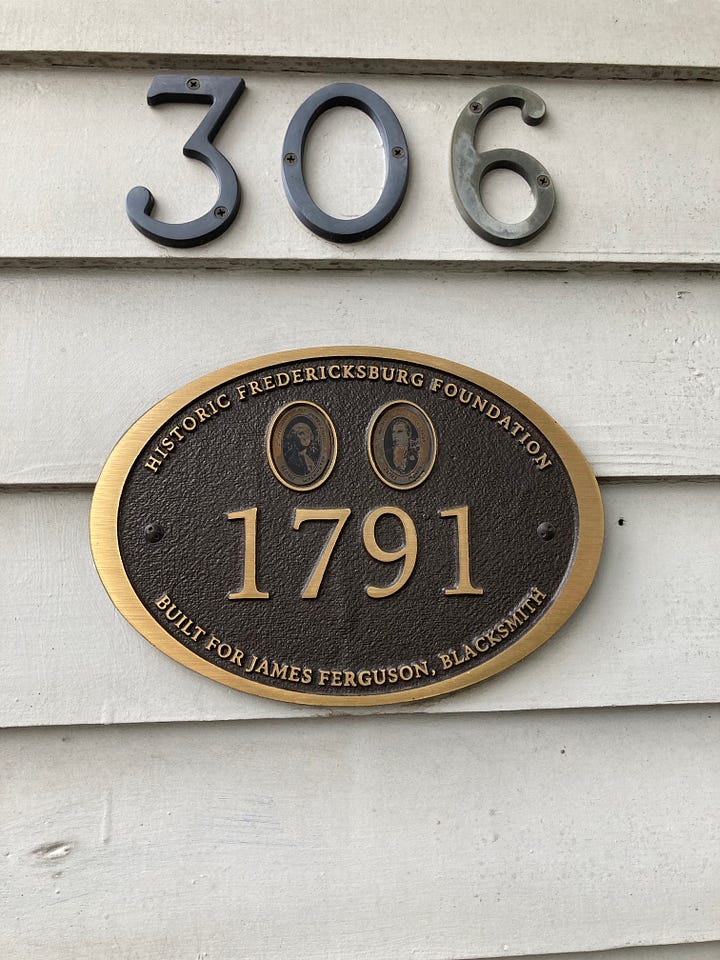 306
HISTORIC FREDERICKSBURG FOUNDATION
1791
BUILT FOR JAMES FERGUSON, BLACKSMITH